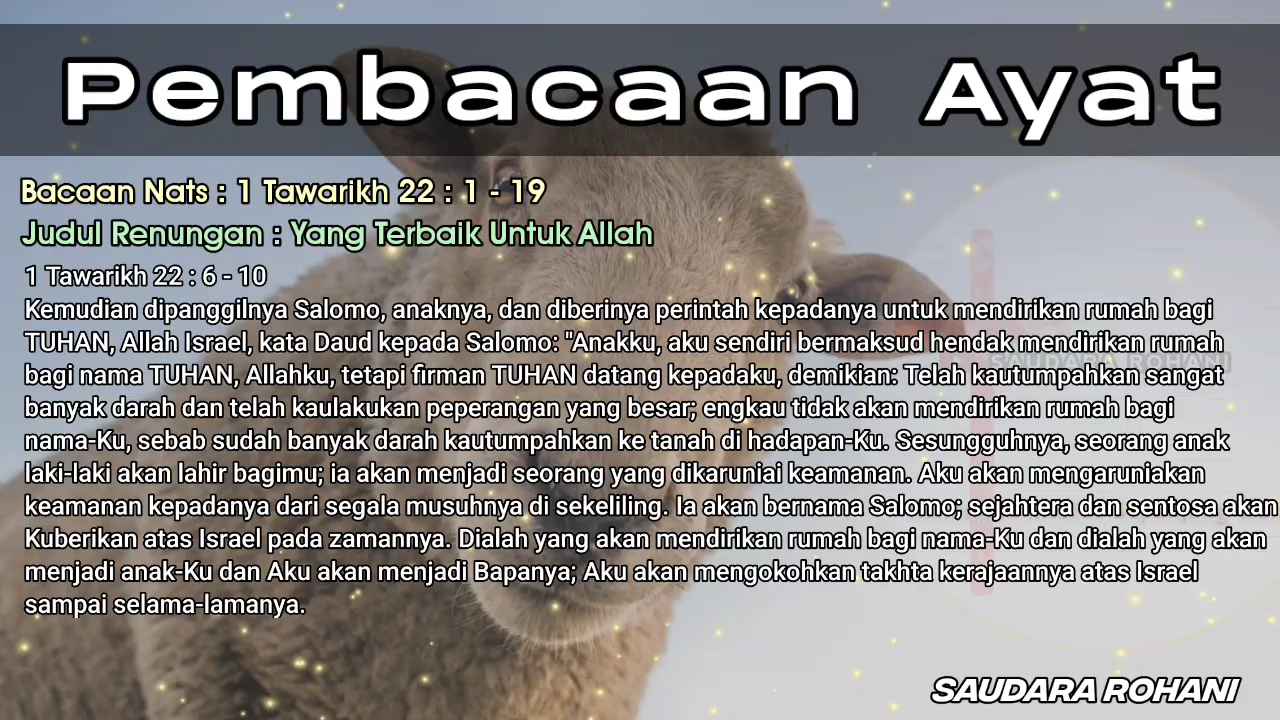 Pembacaan Ayat
Bacaan Nats : 1 Tawarikh 22 : 1 - 19
Judul Renungan : Yang Terbaik Untuk Allah
1 Tawarikh 22 : 6 - 10
Kemudian dipanggilnya Salomo, anaknya, dan diberinya perintah kepadanya untuk mendirikan rumah bagi
TUHAN, Allah Israel, kata Daud kepada Salomo: "Anakku, aku sendiri bermaksud hendak mendirikan rumah
bagi nama TUHAN, Allahku, tetapi firman TUHAN datang kepadaku, demikian: Telah kautumpahkan sangat
banyak darah dan telah kaulakukan peperangan yang besar; engkau tidak akan mendirikan rumah bagi
nama-Ku, sebab sudah banyak darah kautumpahkan ke tanah di hadapan-Ku. Sesungguhnya, seorang anak
laki-laki akan lahir bagimu; ia akan menjadi seorang yang dikaruniai keamanan. Aku akan mengaruniakan
keamanan kepadanya dari segala musuhnya di sekeliling. Ia akan bernama Salomo; sejahtera dan sentosa akan
Kuberikan atas Israel pada zamannya. Dialah yang akan mendirikan rumah bagi nama-Ku dan dialah yang akan
menjadi anak-Ku dan Aku akan menjadi Bapanya; Aku akan mengokohkan takhta kerajaannya atas Israel
sampai selama-lamanya.
SAUDARA ROHANI
SAUDARA ROHANI